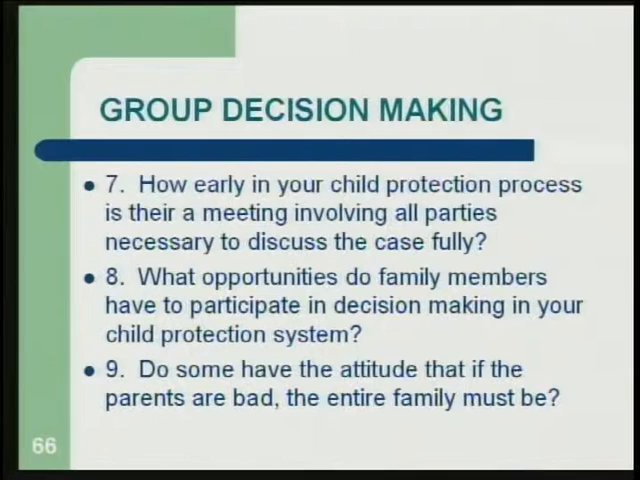 GROUP DECISION MAKING
● 7. How early in your child protection process
is their a meeting involving all parties
necessary to discuss the case fully?
● 8. What opportunities do family members
have to participate in decision making in your
child protection system?
● 9. Do some have the attitude that if the
parents are bad, the entire family must be?
66